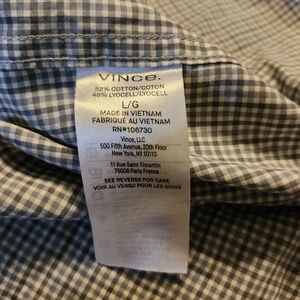 VINCE.
52% COTTON/COTON
48% LYOCELL/LYOCELL
L/G
MADE IN VIETNAM
FABRIQUÉ AU VIETNAM
RN#106730
Vince, LLC
500 Fifth Avenue, 20th Floor
New York, NY 10110
11 Rue Saint Florentin
75008 Paris France
SEE REVERSE FOR CARE
VOIR AU VERSO POUR LES SOINS